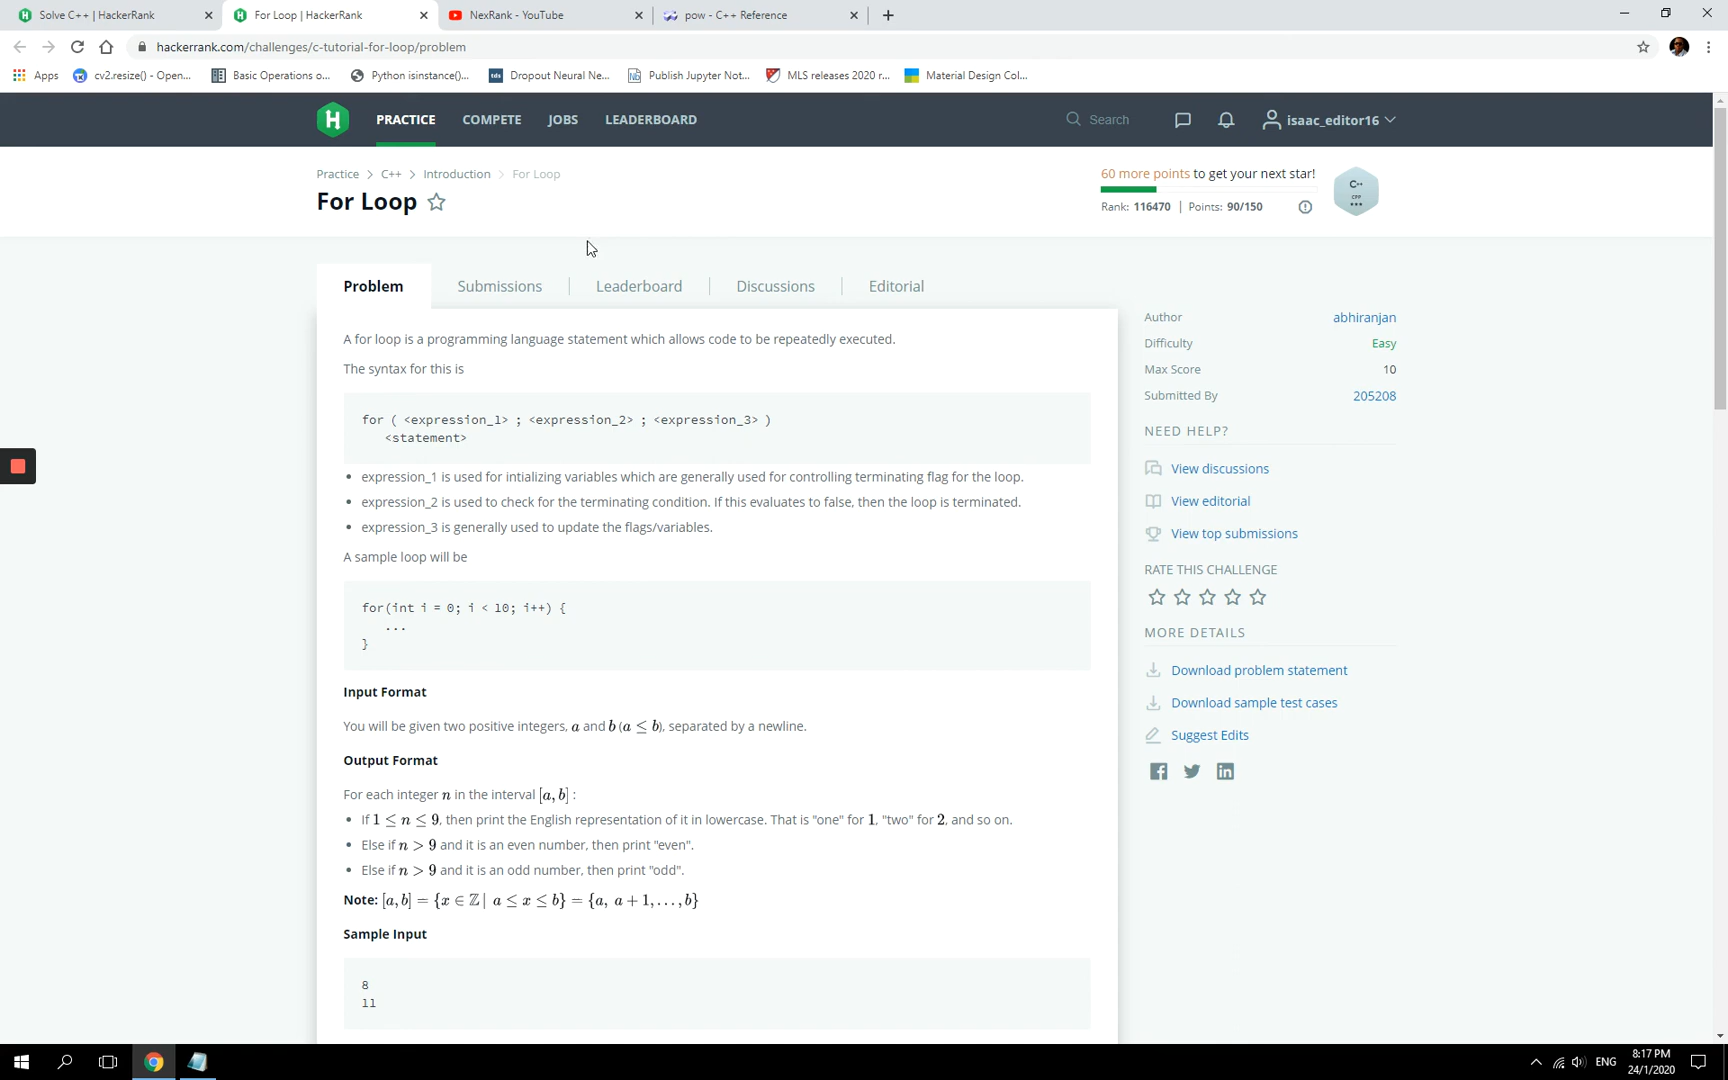 Solve C++ | HackerRank
For Loop | HackerRank
NexRank - YouTube
pow - C++ Reference
hackerrank.com/challenges/c-tutorial-for-loop/problem
Apps
cv2.resize() - Open...
Basic Operations o...
Python isinstance()...
tds
Dropout Neural Ne...
Publish Jupyter Not...
MLS releases 2020 r...
Material Design Col...
H
PRACTICE
COMPETE
JOBS
LEADERBOARD
Search
isaac_editor16
Practice > C++ > Introduction > For Loop
For Loop
60 more points to get your next star!
Rank: 116470 | Points: 90/150
C++
CPP
Problem
Submissions
Leaderboard
Discussions
Editorial
A for loop is a programming language statement which allows code to be repeatedly executed.
The syntax for this is
for ( <expression_1> ; <expression_2> ; <expression_3> )
<statement>
• expression_1 is used for intializing variables which are generally used for controlling terminating flag for the loop.
• expression_2 is used to check for the terminating condition. If this evaluates to false, then the loop is terminated.
• expression_3 is generally used to update the flags/variables.
A sample loop will be
for(int i = 0; i < 10; i++) {
...
}
Input Format
You will be given two positive integers, a and b (a ≤ b), separated by a newline.
Output Format
For each integer n in the interval [a, b] :
• If 1 ≤ n ≤ 9, then print the English representation of it in lowercase. That is "one" for 1, "two" for 2, and so on.
• Else if n > 9 and it is an even number, then print "even".
• Else if n > 9 and it is an odd number, then print "odd".
Note: [a, b] = {x ∈ ℤ | a ≤ x ≤ b} = {a, a + 1, . . . , b}
Sample Input
8
11
Author abhiranjan
Difficulty Easy
Max Score 10
Submitted By 205208
NEED HELP?
View discussions
View editorial
View top submissions
RATE THIS CHALLENGE
MORE DETAILS
Download problem statement
Download sample test cases
Suggest Edits
ENG
8:17 PM
24/1/2020